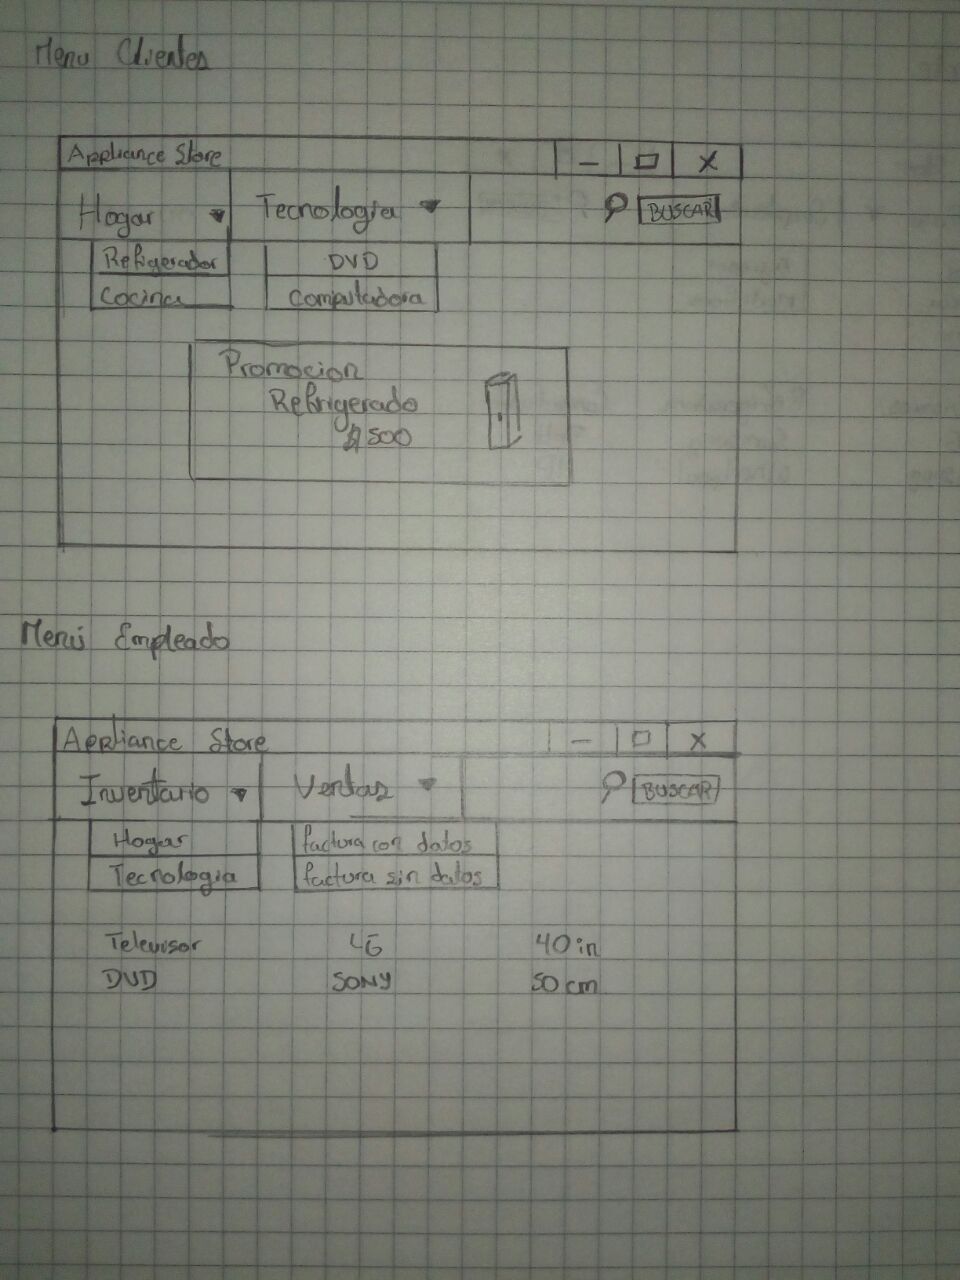 Menu Clientes
Appliance Store — □ X
Hogar ▼ Tecnologia ▼ BUSCAR
Refigerador DVD
Cocina Computadora
Promocion
Refrigerado
$500
Menú Empleado
Appliance Store — □ X
Inventario ▼ Ventas ▼ BUSCAR
Hogar factura con datos
Tecnologia factura sin datos
Televisor LG 40 in
DVD SONY 50 cm